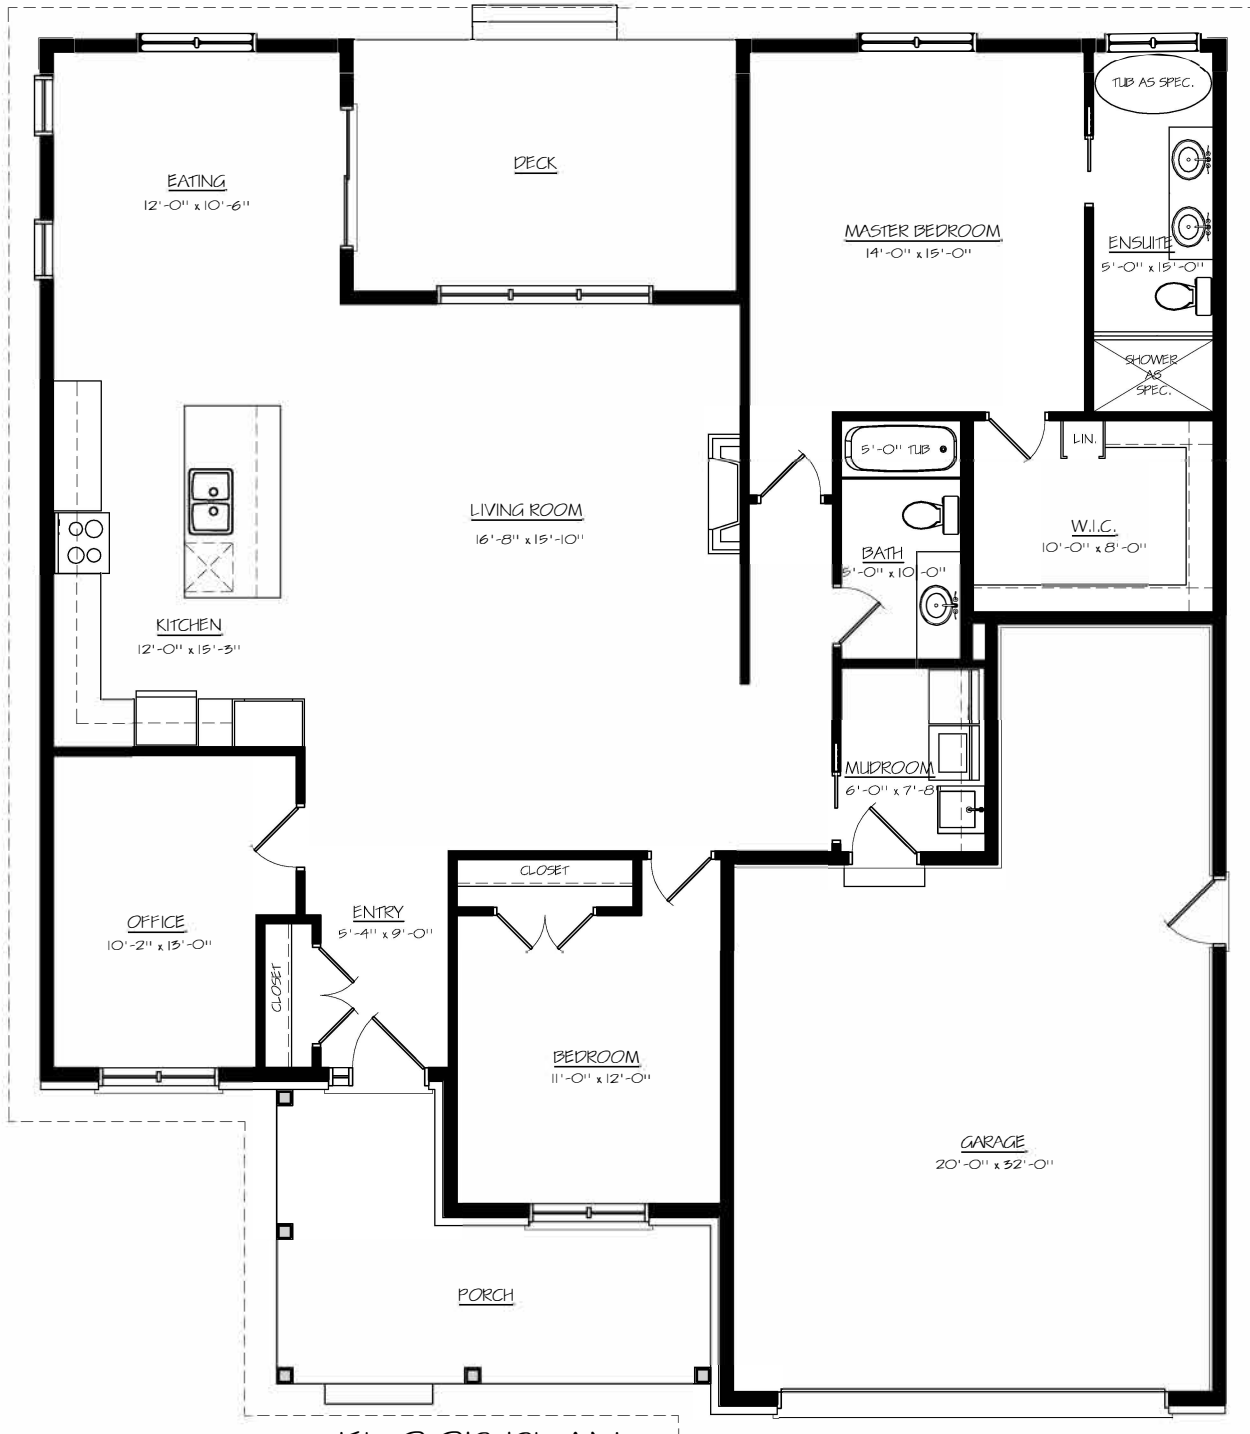 TUB AS SPEC.
DECK
EATING
12'-0" x 10'-6"
MASTER BEDROOM
14'-0" x 15'-0"
ENSUITE
5'-0" x 15'-0"
SHOWER
AS
SPEC.
LIN.
5'-0" TUB
LIVING ROOM
16'-8" x 15'-10"
W.I.C.
10'-0" x 8'-0"
BATH
5'-0" x 10'-0"
KITCHEN
12'-0" x 15'-3"
MUDROOM
6'-0" x 7'-8"
CLOSET
OFFICE
10'-2" x 13'-0"
ENTRY
5'-4" x 9'-0"
CLOSET
BEDROOM
11'-0" x 12'-0"
GARAGE
20'-0" x 32'-0"
PORCH